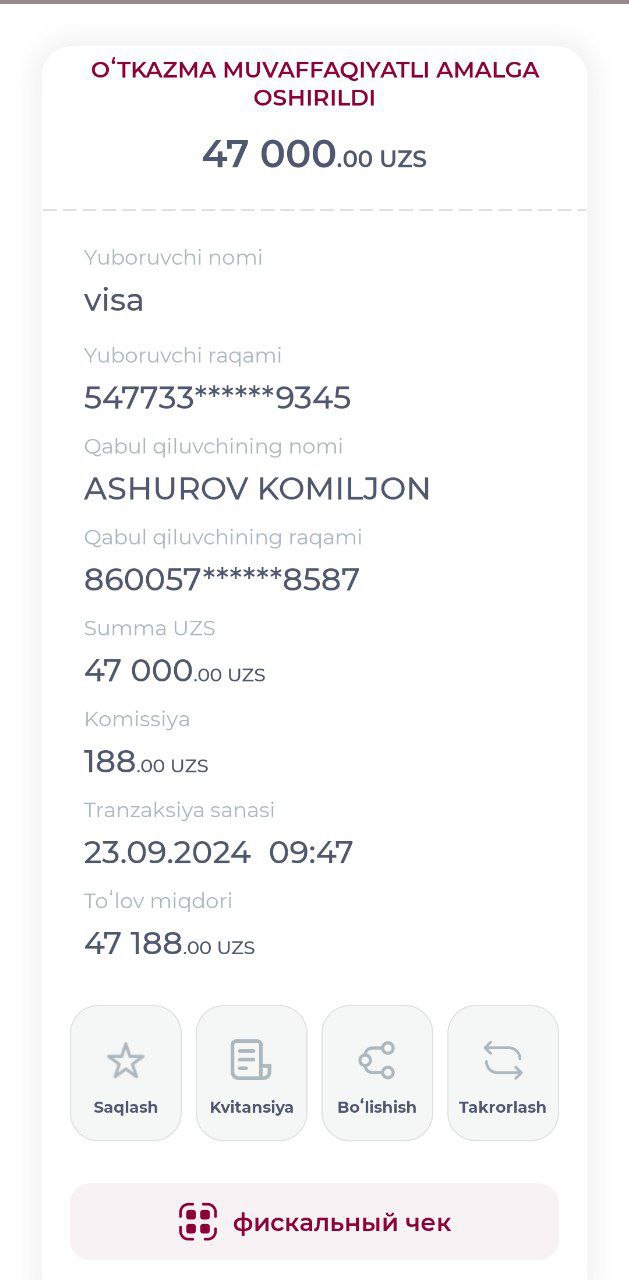 OʻTKAZMA MUVAFFAQIYATLI AMALGA
OSHIRILDI
47 000.00 UZS
Yuboruvchi nomi
visa
Yuboruvchi raqami
547733******9345
Qabul qiluvchining nomi
ASHUROV KOMILJON
Qabul qiluvchining raqami
860057******8587
Summa UZS
47 000.00 UZS
Komissiya
188.00 UZS
Tranzaksiya sanasi
23.09.2024 09:47
Toʻlov miqdori
47 188.00 UZS
Saqlash Kvitansiya Boʻlishish Takrorlash
фискальный чек